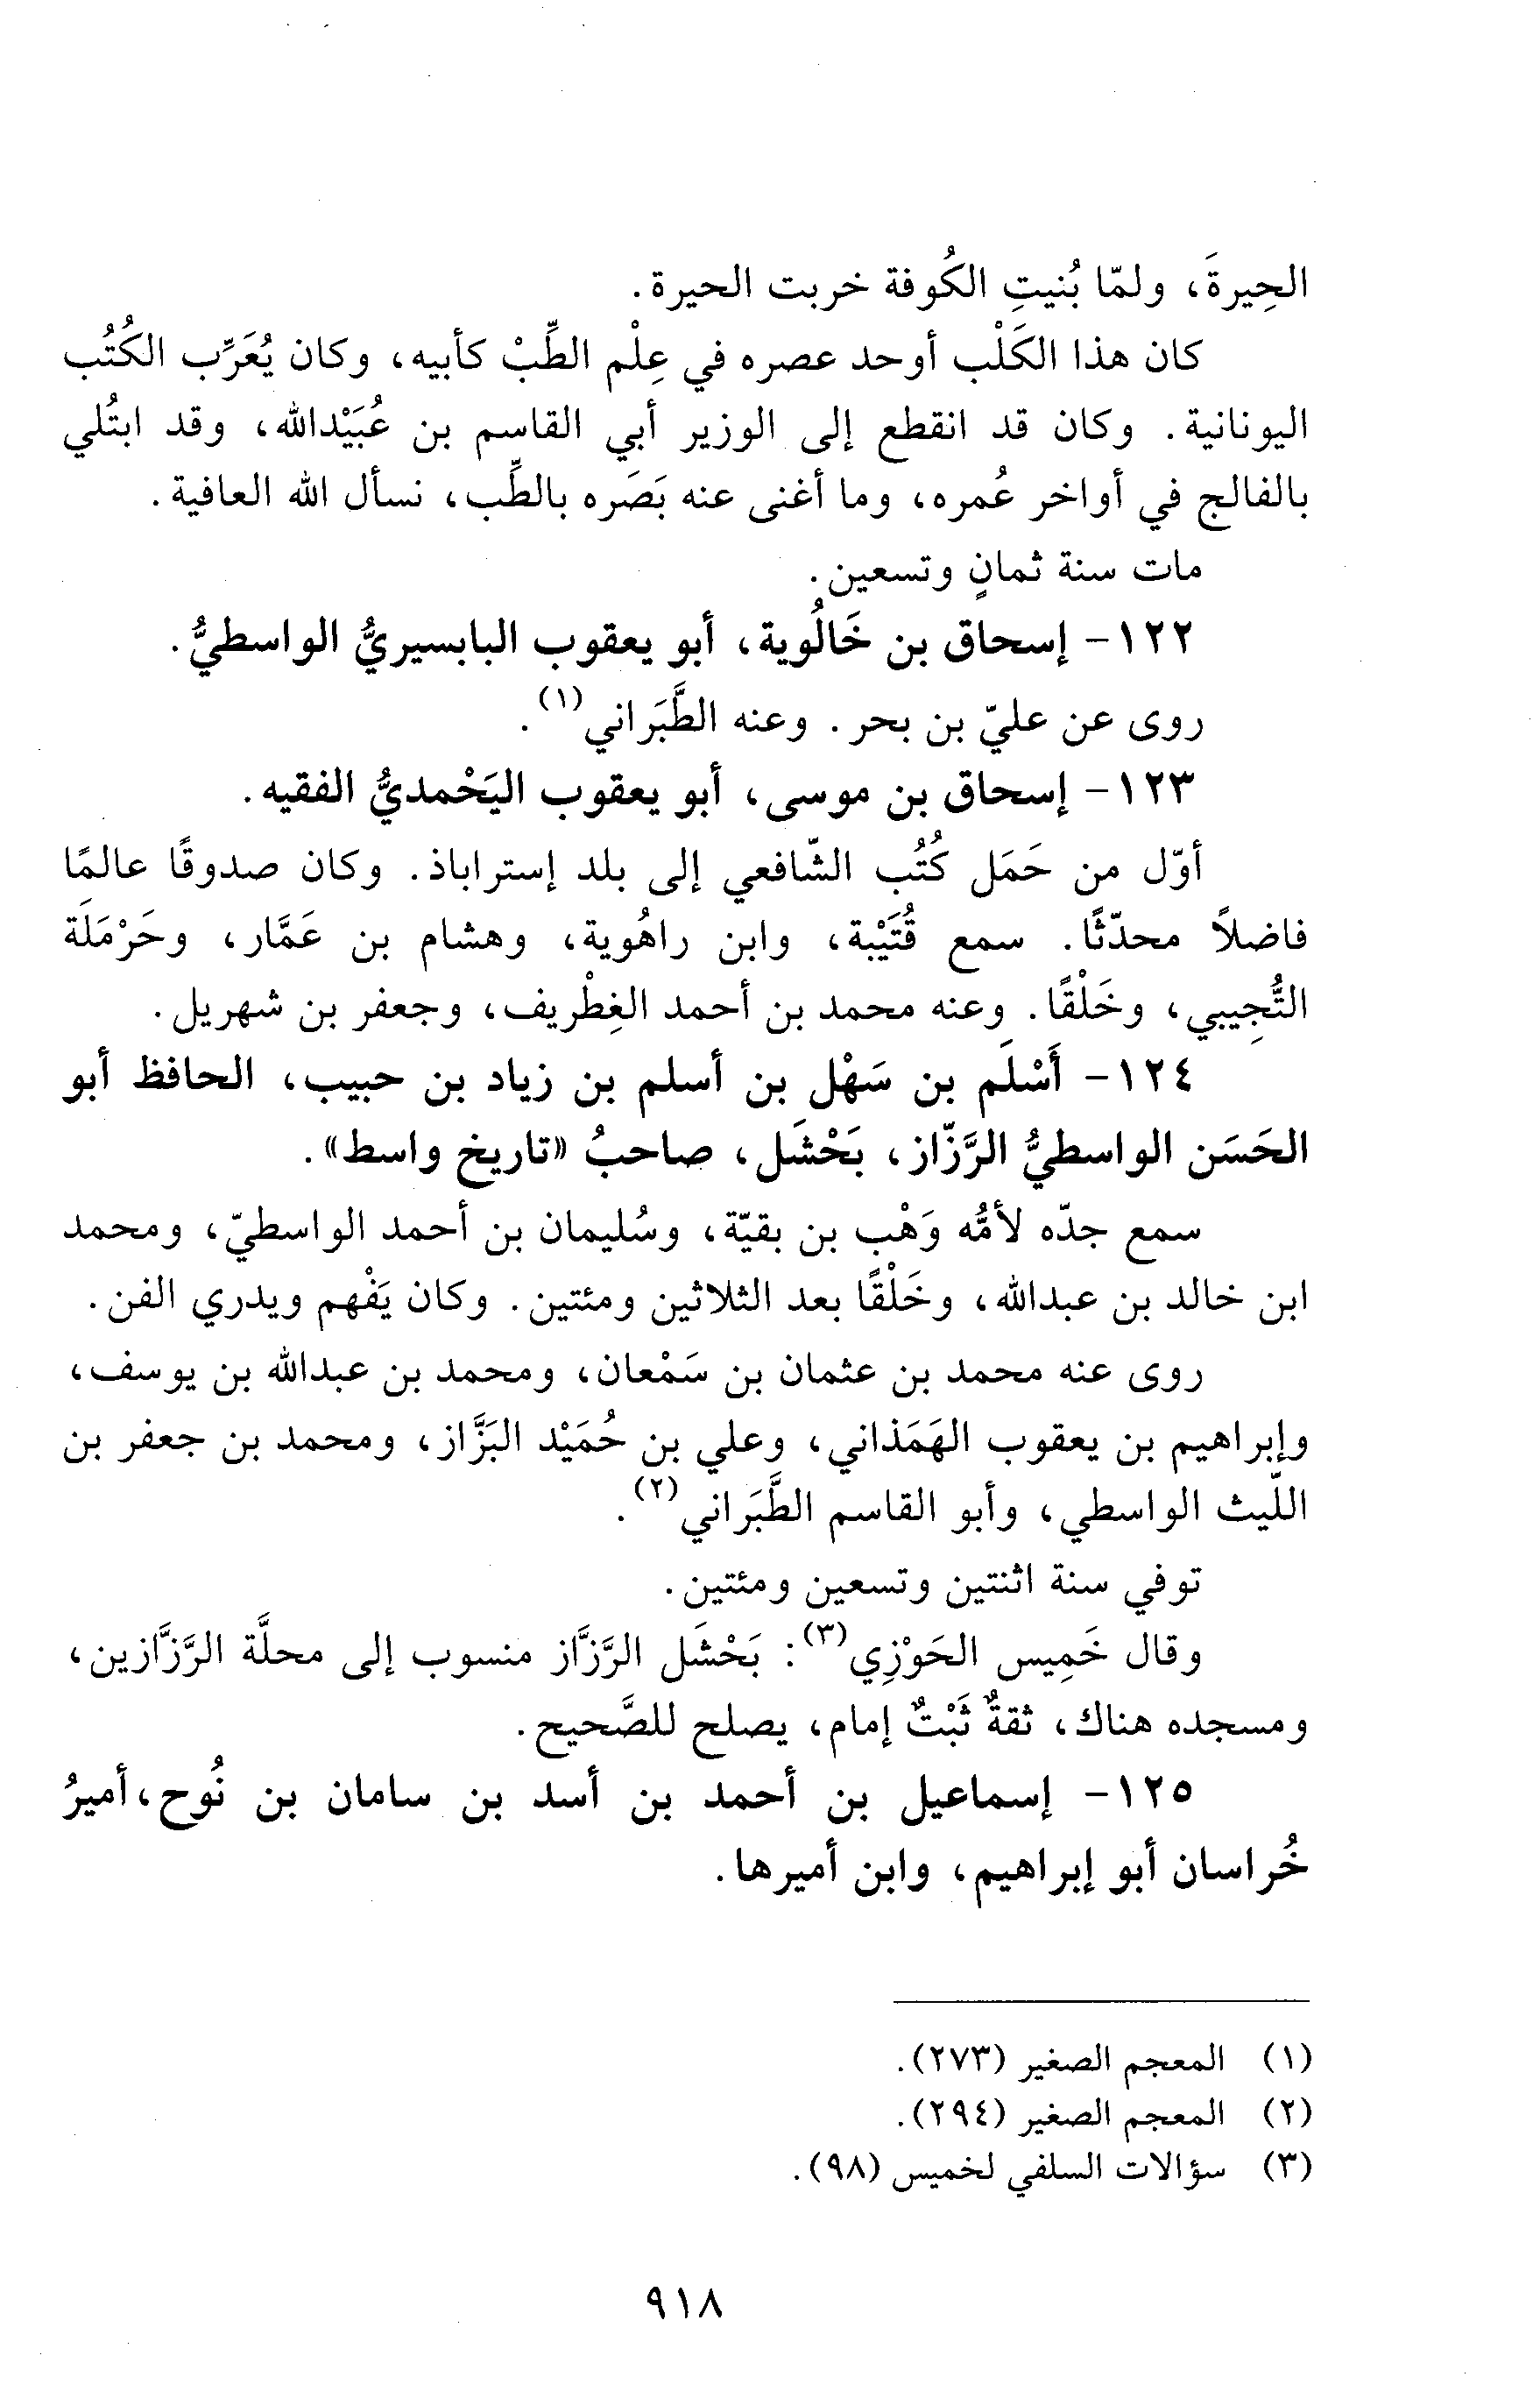 الحِيرةَ، ولمّا بُنيتِ الكُوفة خربت الحيرة.
كان هذا الكَلْب أوحد عصره في عِلْم الطِّبْ كأبيه، وكان يُعَرِّب الكُتُب
اليونانية. وكان قد انقطع إلى الوزير أبي القاسم بن عُبَيْدالله، وقد ابتُلي
بالفالج في أواخر عُمره، وما أغنى عنه بَصَره بالطِّب، نسأل الله العافية.
مات سنة ثمانٍ وتسعين.
١٢٢- إسحاق بن خَالُوية، أبو يعقوب البابسيريُّ الواسطيُّ.
روى عن عليّ بن بحر. وعنه الطَّبَراني(١).
١٢٣- إسحاق بن موسى، أبو يعقوب اليَحْمديُّ الفقيه.
أوّل من حَمَل كُتُب الشّافعي إلى بلد إستراباذ. وكان صدوقًا عالمًا
فاضلاً محدّثًا. سمع قُتَيْبة، وابن راهُوية، وهشام بن عَمَّار، وحَرْمَلَة
التُّجِيبي، وخَلْقًا. وعنه محمد بن أحمد الغِطْريف، وجعفر بن شهريل.
١٢٤- أَسْلَم بن سَهْل بن أسلم بن زياد بن حبيب، الحافظ أبو
الحَسَن الواسطيُّ الرَّزّاز، بَحْشَل، صاحبُ «تاريخ واسط».
سمع جدّه لأمُّه وَهْب بن بقيّة، وسُليمان بن أحمد الواسطيّ، ومحمد
ابن خالد بن عبدالله، وخَلْقًا بعد الثلاثين ومئتين. وكان يَفْهم ويدري الفن.
روى عنه محمد بن عثمان بن سَمْعان، ومحمد بن عبدالله بن يوسف،
وإبراهيم بن يعقوب الهَمَذاني، وعلي بن حُمَيْد البَزَّاز، ومحمد بن جعفر بن
اللّيث الواسطي، وأبو القاسم الطَّبَراني(٢).
توفي سنة اثنتين وتسعين ومئتين.
وقال خَمِيس الحَوْزِي(٣): بَحْشَل الرَّزَّاز منسوب إلى محلَّة الرَّزَّازين،
ومسجده هناك، ثقةٌ ثَبْتٌ إمام، يصلح للصَّحيح.
١٢٥- إسماعيل بن أحمد بن أسد بن سامان بن نُوح، أميرُ
خُراسان أبو إبراهيم، وابن أميرها.
(١) المعجم الصغير (٢٧٣).
(٢) المعجم الصغير (٢٩٤).
(٣) سؤالات السلفي لخميس (٩٨).
٩١٨